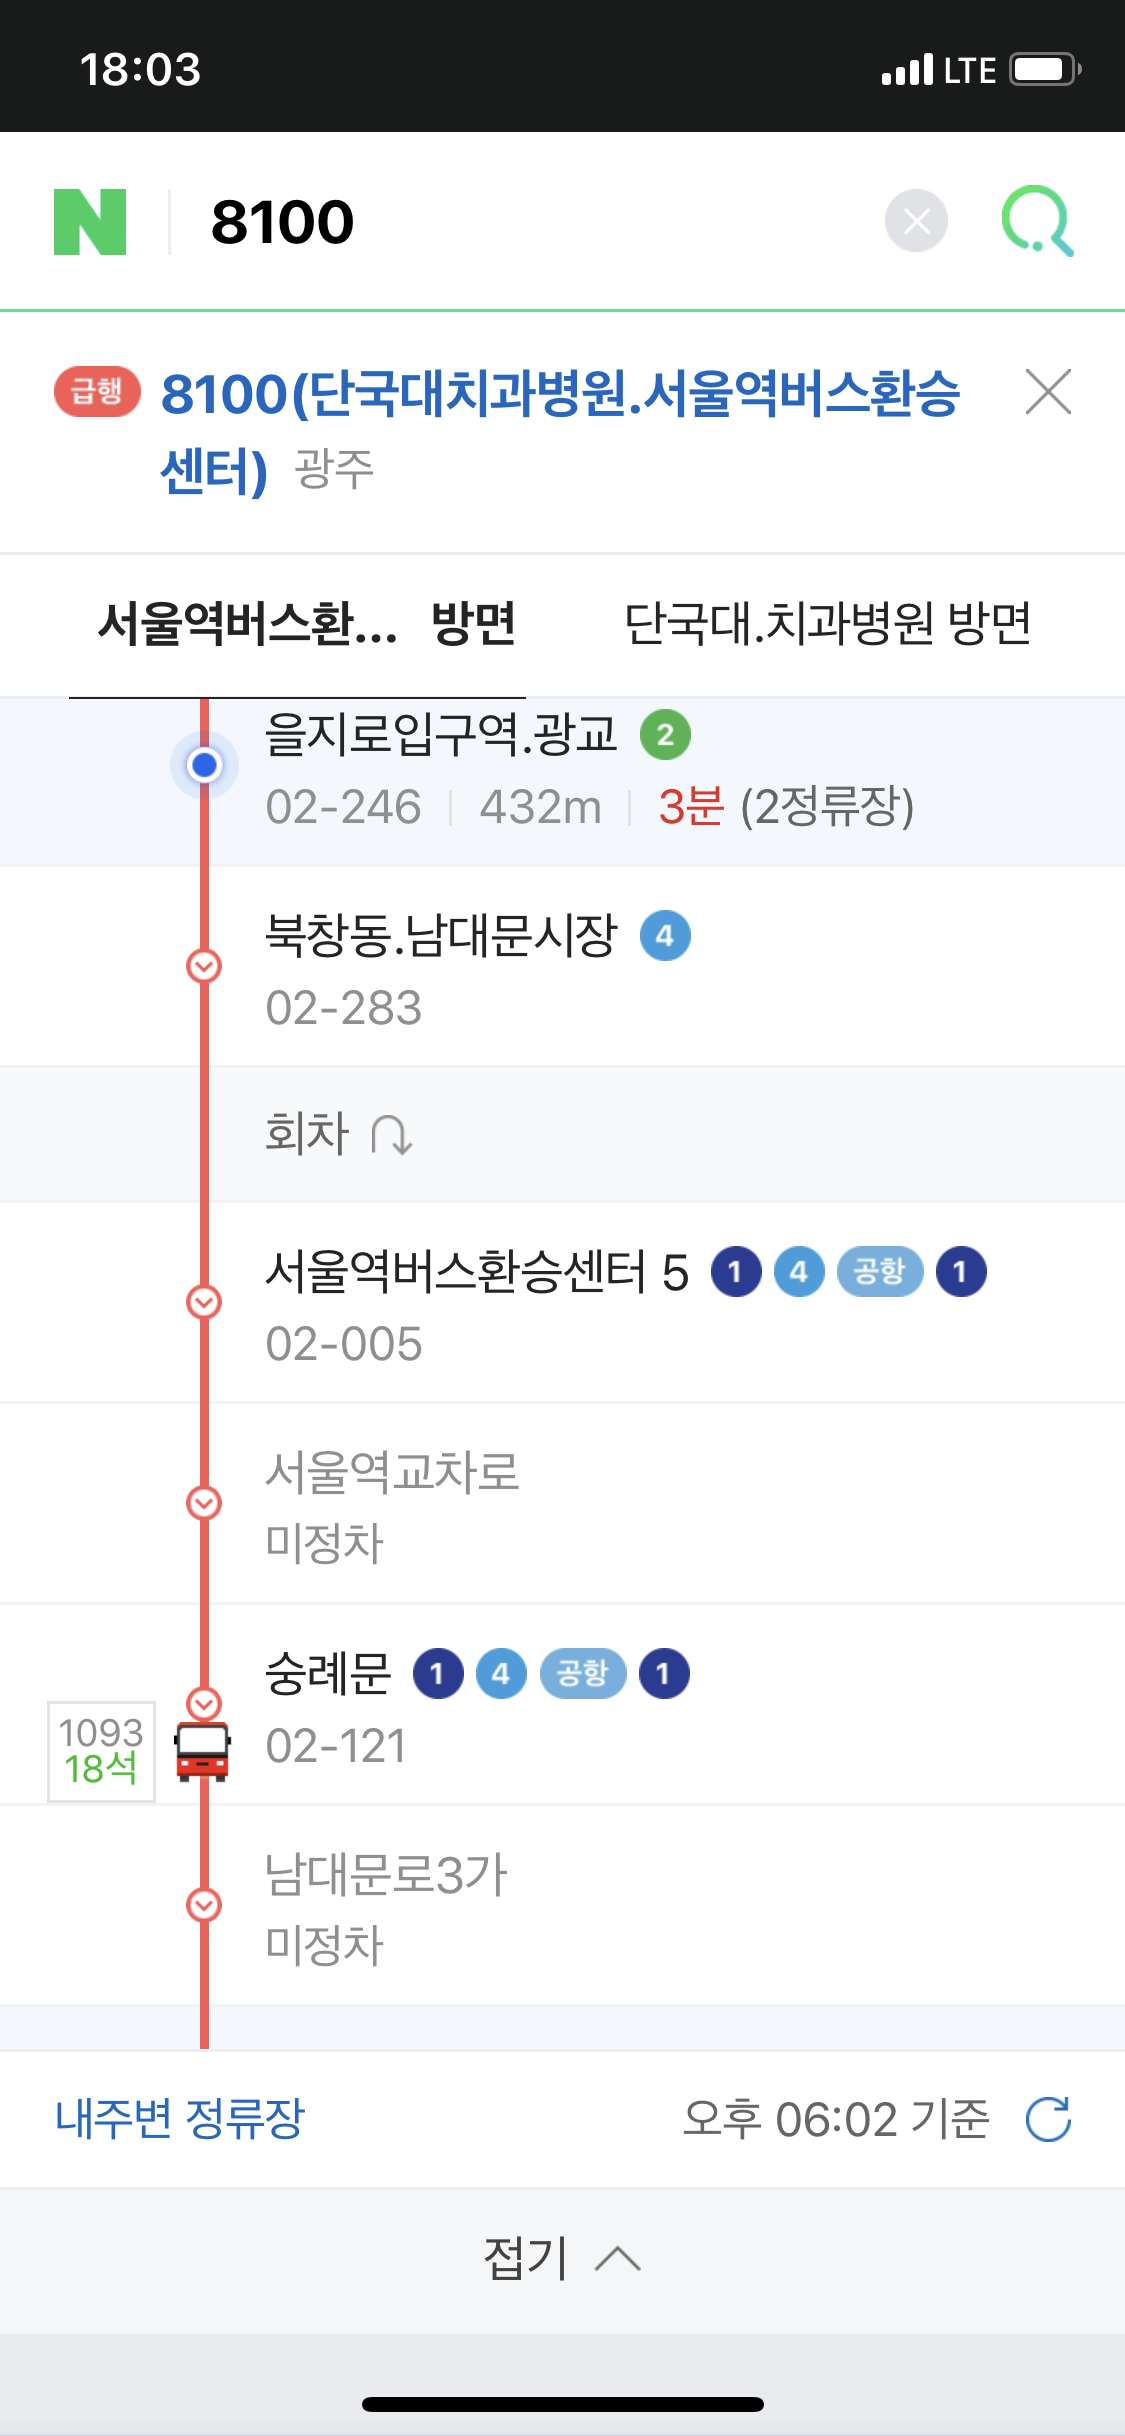 18:03 LTE
N 8100
급행 8100(단국대치과병원.서울역버스환승
센터) 광주
서울역버스환... 방면 단국대.치과병원 방면
을지로입구역.광교 2
02-246 432m 3분 (2정류장)
북창동.남대문시장 4
02-283
회차
서울역버스환승센터 5 1 4 공항 1
02-005
서울역교차로
미정차
숭례문 1 4 공항 1
1093
18석
02-121
남대문로3가
미정차
내주변 정류장 오후 06:02 기준
접기